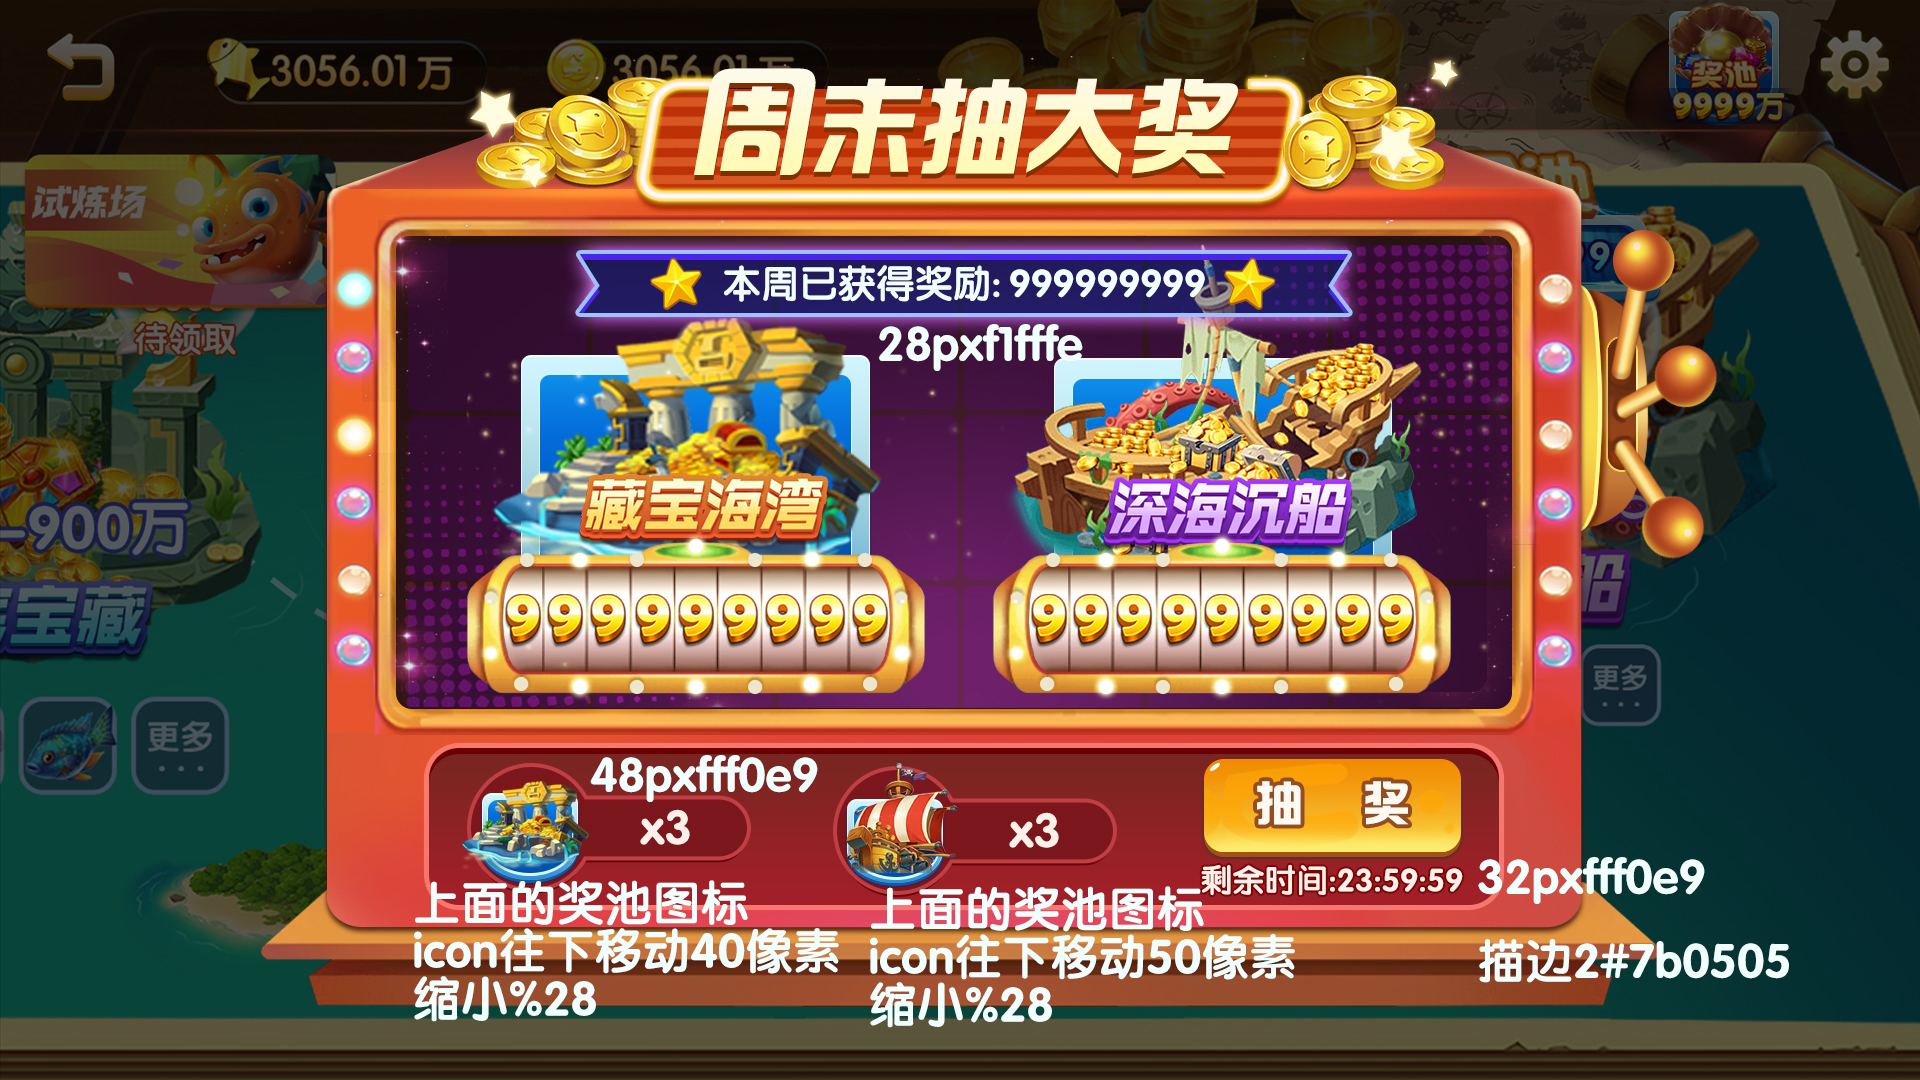 3056.01万
3056.01万
奖池
9999万
周末抽大奖
试炼场
待领取
本周已获得奖励:999999999
28pxf1fffe
藏宝海湾
深海沉船
999999999
999999999
-900万
宝藏
船
更多
更多
48pxfff0e9
x3
x3
抽 奖
剩余时间:23:59:59
32pxfff0e9
描边2#7b0505
上面的奖池图标
icon往下移动40像素
缩小%28
上面的奖池图标
icon往下移动50像素
缩小%28